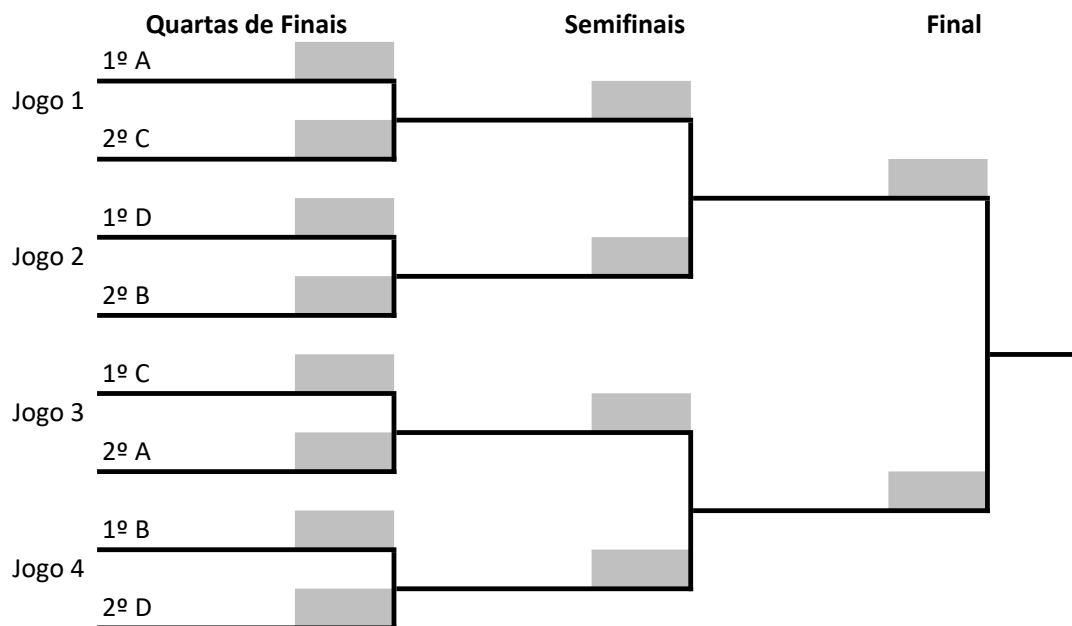 Quartas de Finais Semifinais Final
1º A
Jogo 1
2º C
1º D
Jogo 2
2º B
1º C
Jogo 3
2º A
1º B
Jogo 4
2º D